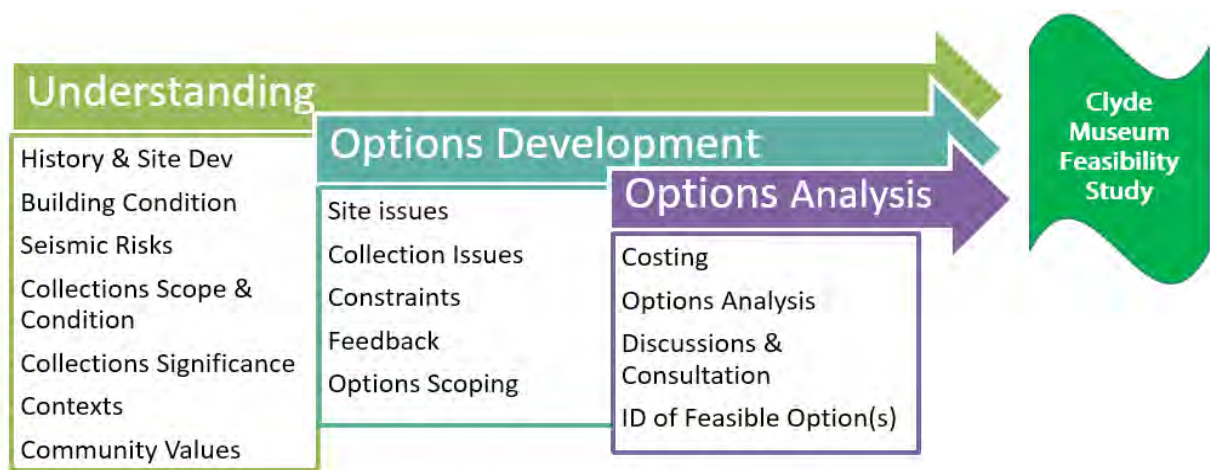 Understanding
History & Site Dev
Building Condition
Seismic Risks
Collections Scope &
Condition
Collections Significance
Contexts
Community Values
Options Development
Site issues
Collection Issues
Constraints
Feedback
Options Scoping
Options Analysis
Costing
Options Analysis
Discussions &
Consultation
ID of Feasible Option(s)
Clyde
Museum
Feasibility
Study